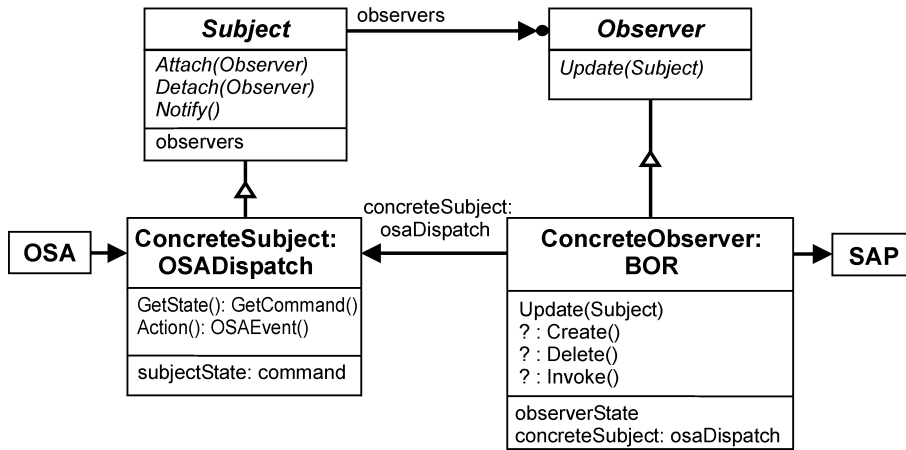 Subject
Attach(Observer)
Detach(Observer)
Notify()
observers
observers
Observer
Update(Subject)
OSA
ConcreteSubject:
OSADispatch
GetState(): GetCommand()
Action(): OSAEvent()
subjectState: command
concreteSubject:
osaDispatch
ConcreteObserver:
BOR
Update(Subject)
? : Create()
? : Delete()
? : Invoke()
observerState
concreteSubject: osaDispatch
SAP